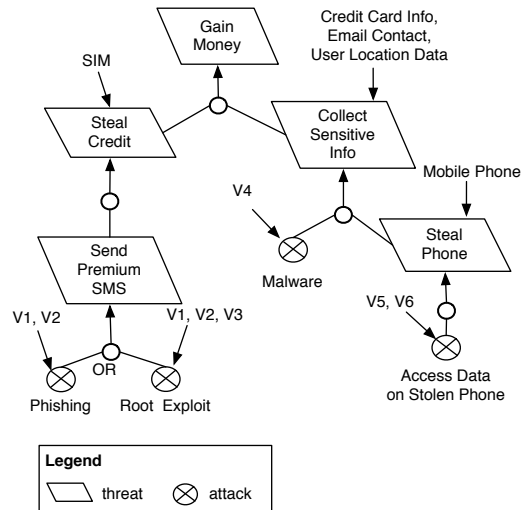 Gain
Money
Credit Card Info,
Email Contact,
User Location Data
SIM
Steal
Credit
Collect
Sensitive
Info
Mobile Phone
V4
Steal
Phone
Send
Premium
SMS
Malware
V5, V6
V1, V2
V1, V2, V3
OR
Phishing
Root Exploit
Access Data
on Stolen Phone
Legend
threat
attack